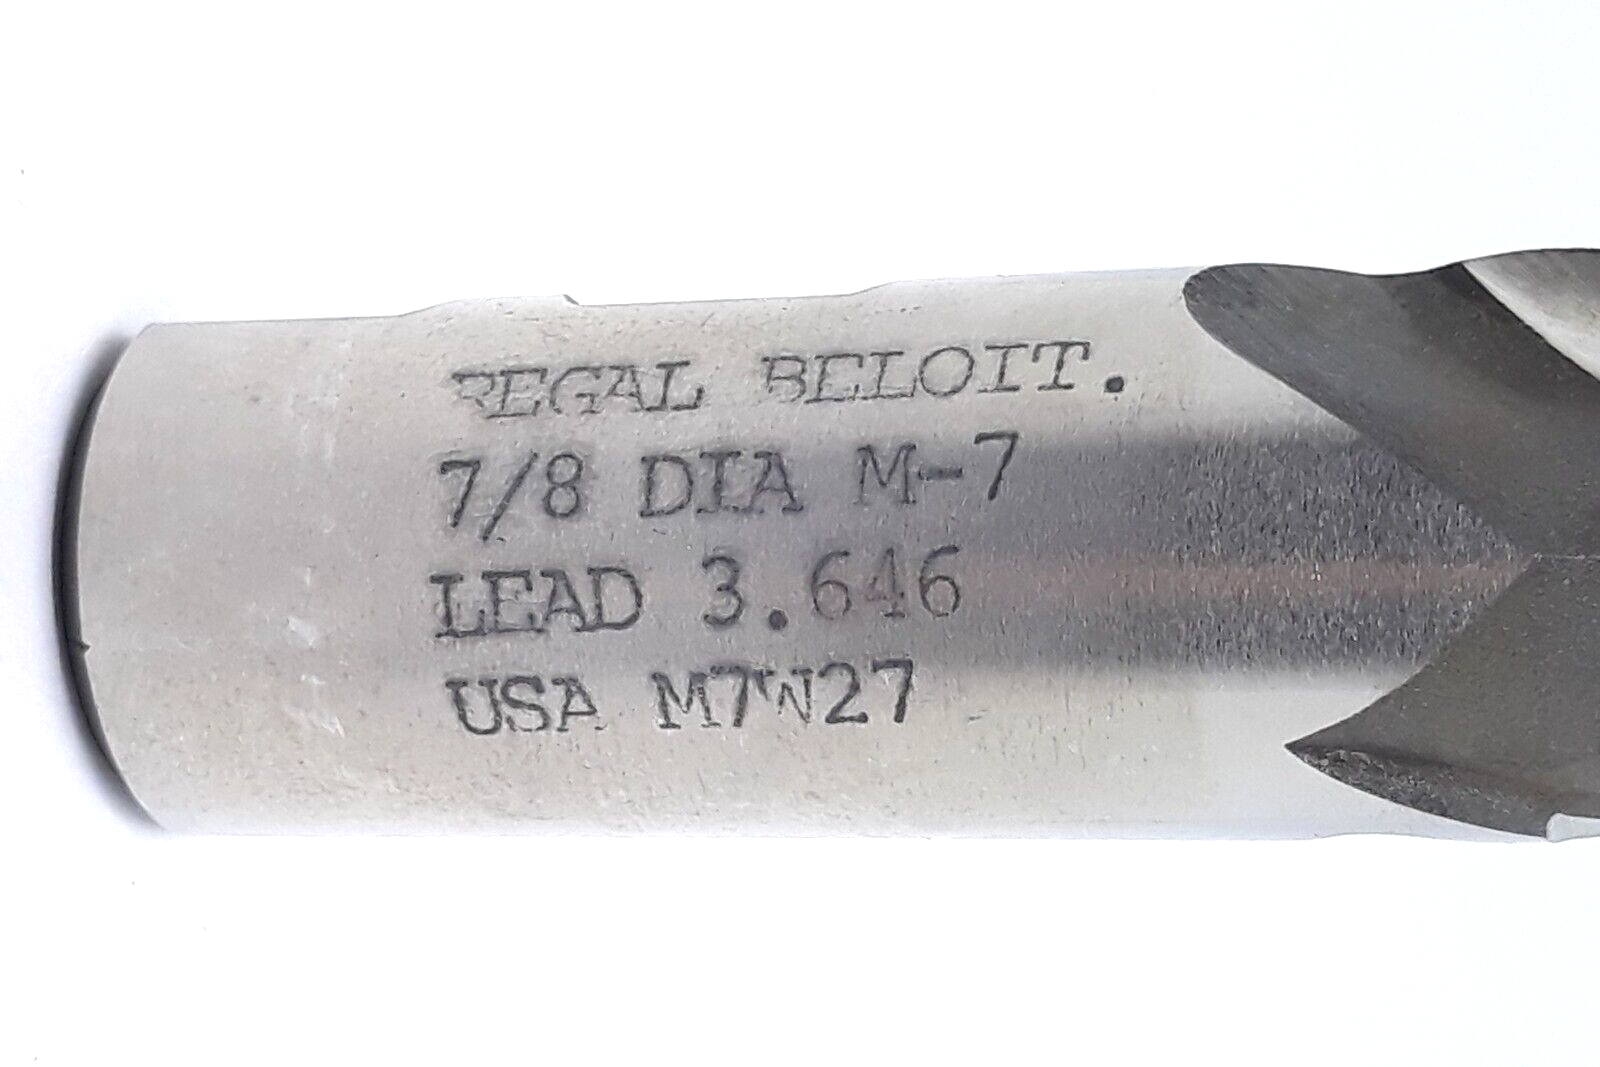 REGAL BELOIT.
7/8 DIA M-7
LEAD 3.646
USA M7W27